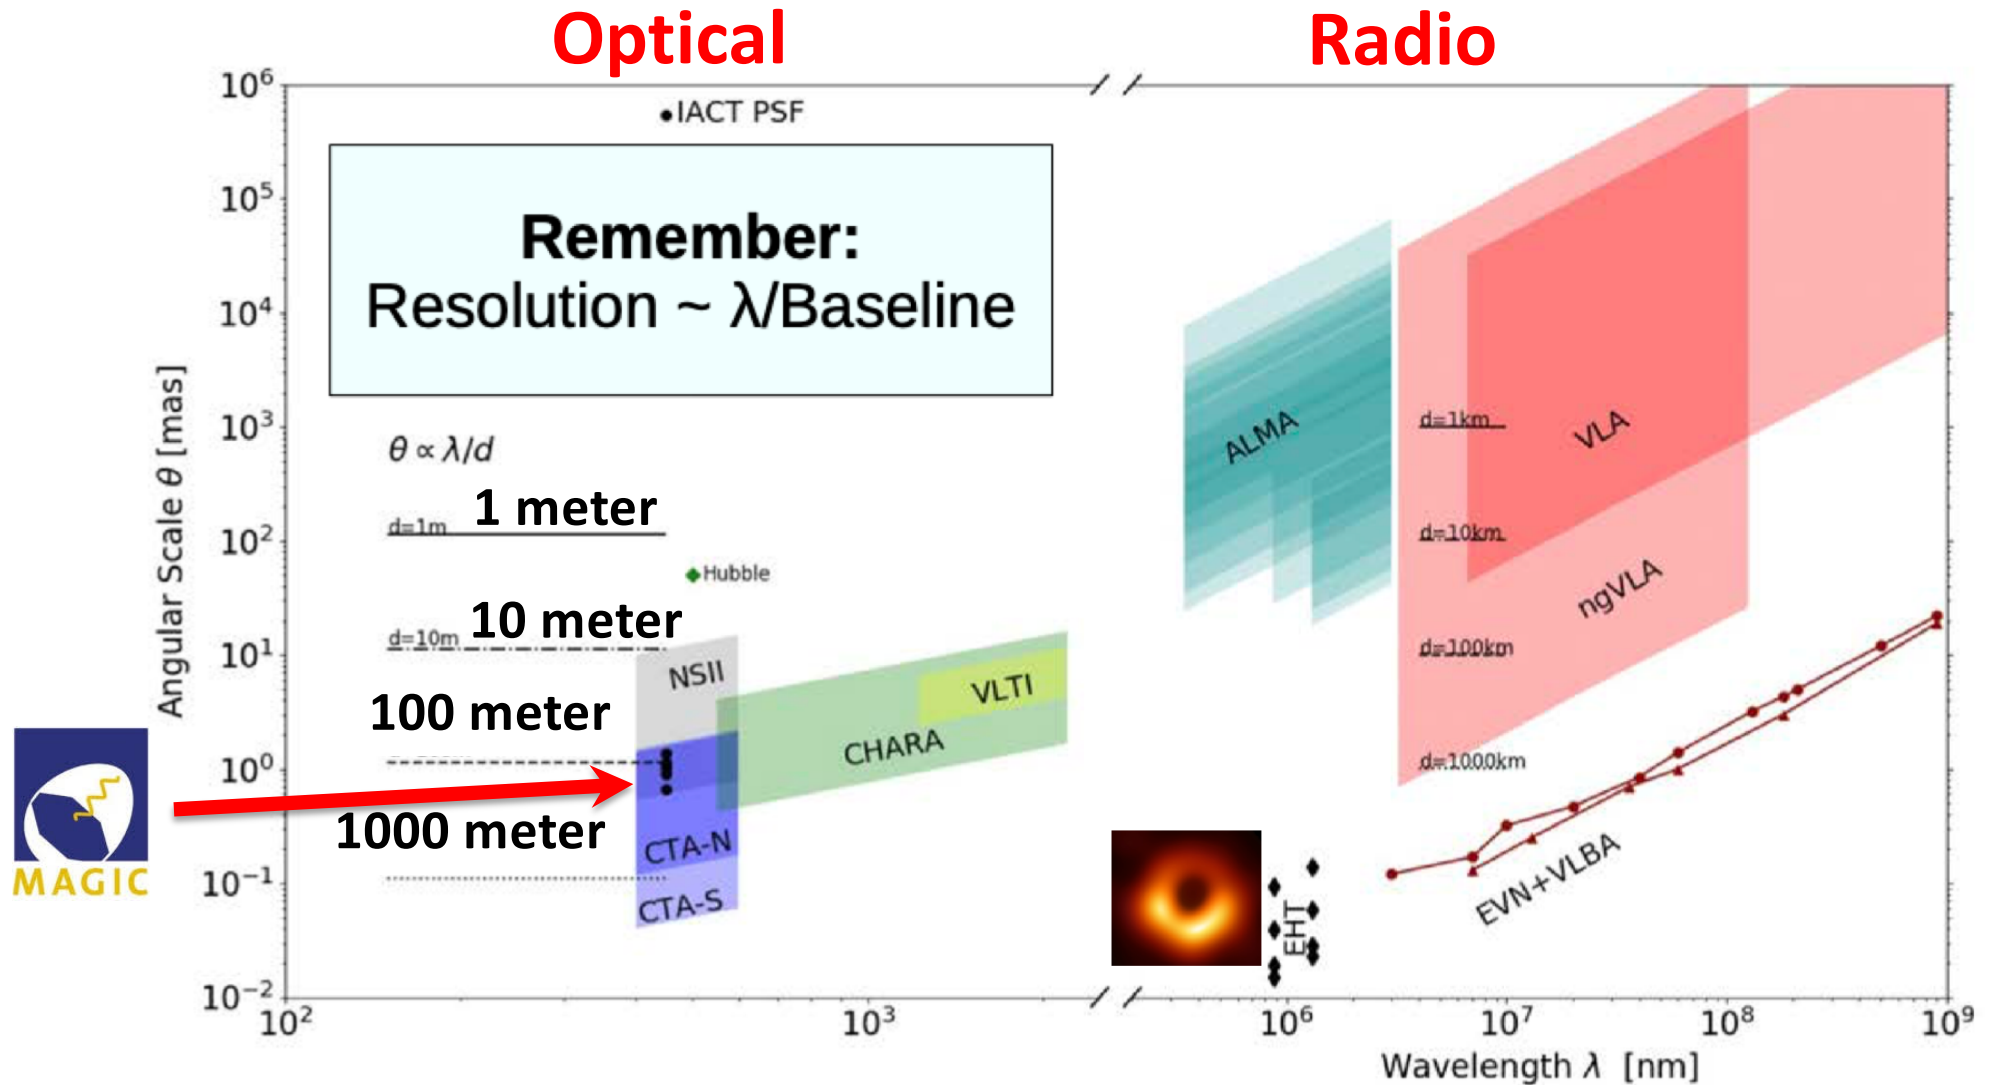 Optical
Radio
10⁶
10⁵
10⁴
10³
10²
10¹
10⁰
10⁻¹
10⁻²
Angular Scale θ [mas]
IACT PSF
Remember:
Resolution ~ λ/Baseline
θ ∝ λ/d
d=1m
1 meter
Hubble
d=10m
10 meter
NSII
100 meter
VLTI
CHARA
1000 meter
CTA-N
CTA-S
MAGIC
ALMA
VLA
ngVLA
d=1km
d=10km
d=100km
d=1000km
EHT
EVN+VLBA
10²
10³
10⁶
10⁷
10⁸
10⁹
Wavelength λ [nm]